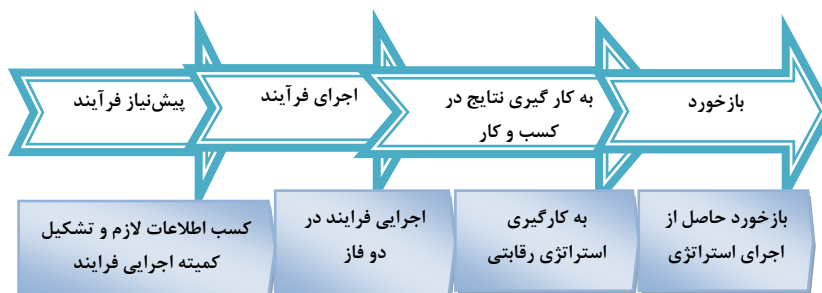 پیش‌نیاز فرآیند
اجرای فرآیند
به کار گیری نتایج در
کسب و کار
بازخورد
کسب اطلاعات لازم و تشکیل
کمیته اجرایی فرایند
اجرایی فرایند در
دو فاز
به کارگیری
استراتژی رقابتی
بازخورد حاصل از
اجرای استراتژی